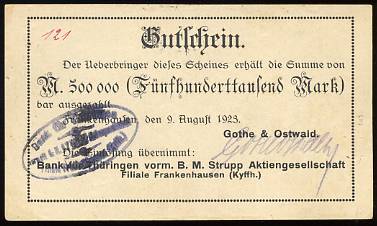 121
Gutschein.
Der Ueberbringer dieses Scheines erhält die Summe von
M. 500 000 (Fünfhunderttausend Mark)
bar ausgezahlt
Frankenhausen, den 9. August 1923.
Gothe & Ostwald.
Die Einlösung übernimmt:
Bank für Thüringen vorm. B. M. Strupp Aktiengesellschaft
Filiale Frankenhausen (Kyffh.)